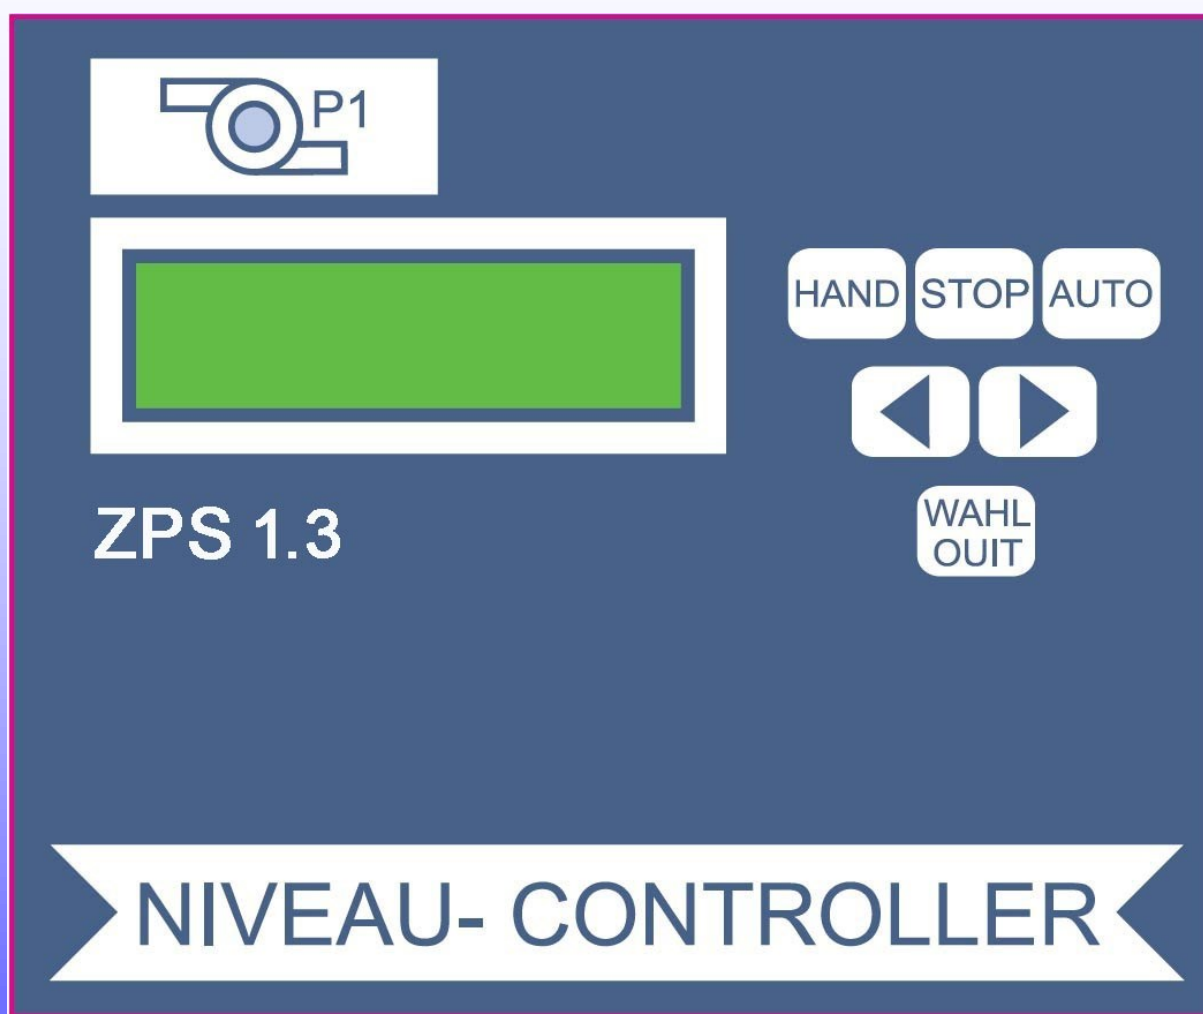 P1
HAND STOP AUTO
WAHL
OUIT
ZPS 1.3
NIVEAU- CONTROLLER